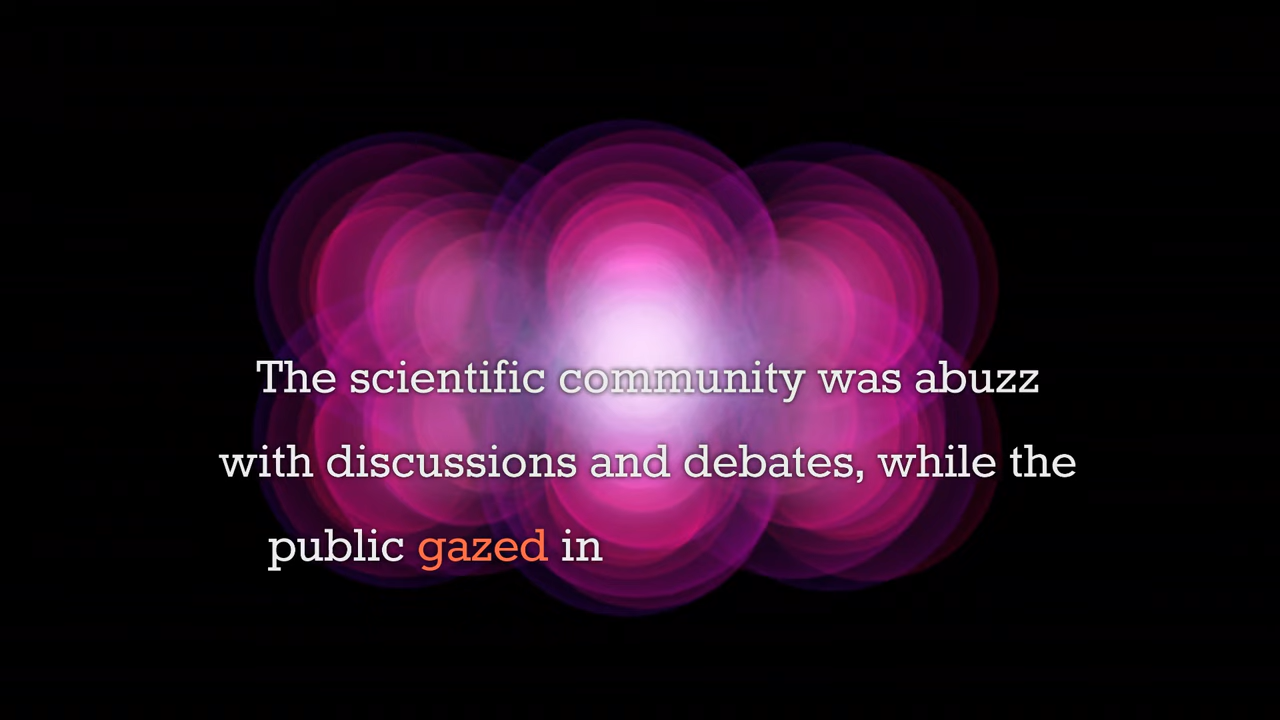 The scientific community was abuzz
with discussions and debates, while the
public gazed in